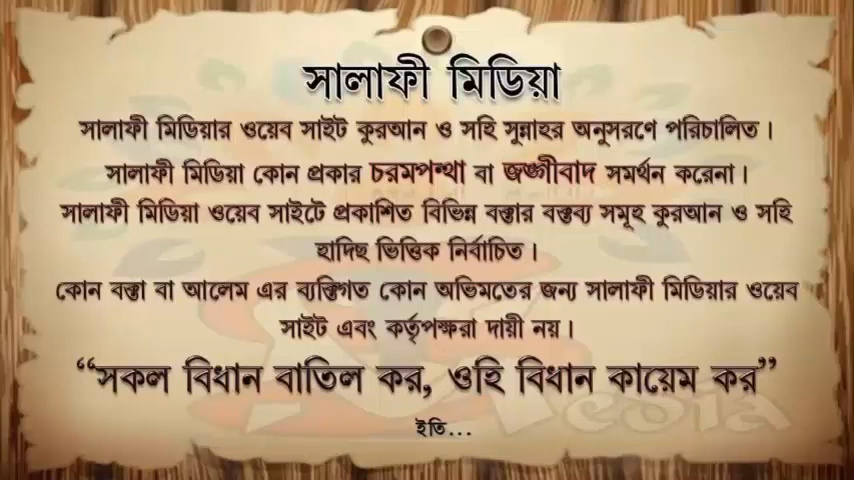 সালাফী মিডিয়া
সালাফী মিডিয়ার ওয়েব সাইট কুরআন ও সহি সুন্নাহর অনুসরণে পরিচালিত।
সালাফী মিডিয়া কোন প্রকার চরমপন্থা বা জঙ্গীবাদ সমর্থন করেনা।
সালাফী মিডিয়া ওয়েব সাইটে প্রকাশিত বিভিন্ন বক্তার বক্তব্য সমূহ কুরআন ও সহি
হাদিছ ভিত্তিক নির্বাচিত।
কোন বক্তা বা আলেম এর ব্যক্তিগত কোন অভিমতের জন্য সালাফী মিডিয়ার ওয়েব
সাইট এবং কর্তৃপক্ষরা দায়ী নয়।
“সকল বিধান বাতিল কর, ওহি বিধান কায়েম কর”
ইতি...